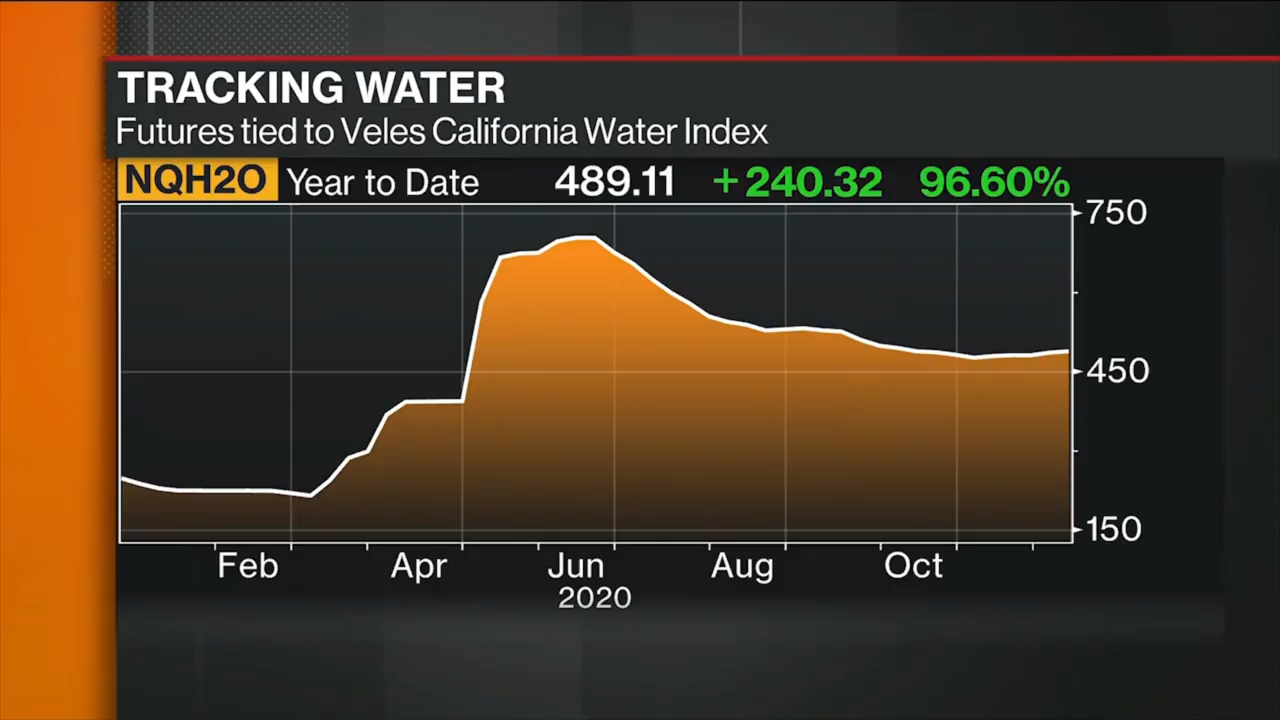 TRACKING WATER
Futures tied to Veles California Water Index
NQH2O Year to Date 489.11 +240.32 96.60%
750
450
150
Feb Apr Jun Aug Oct
2020